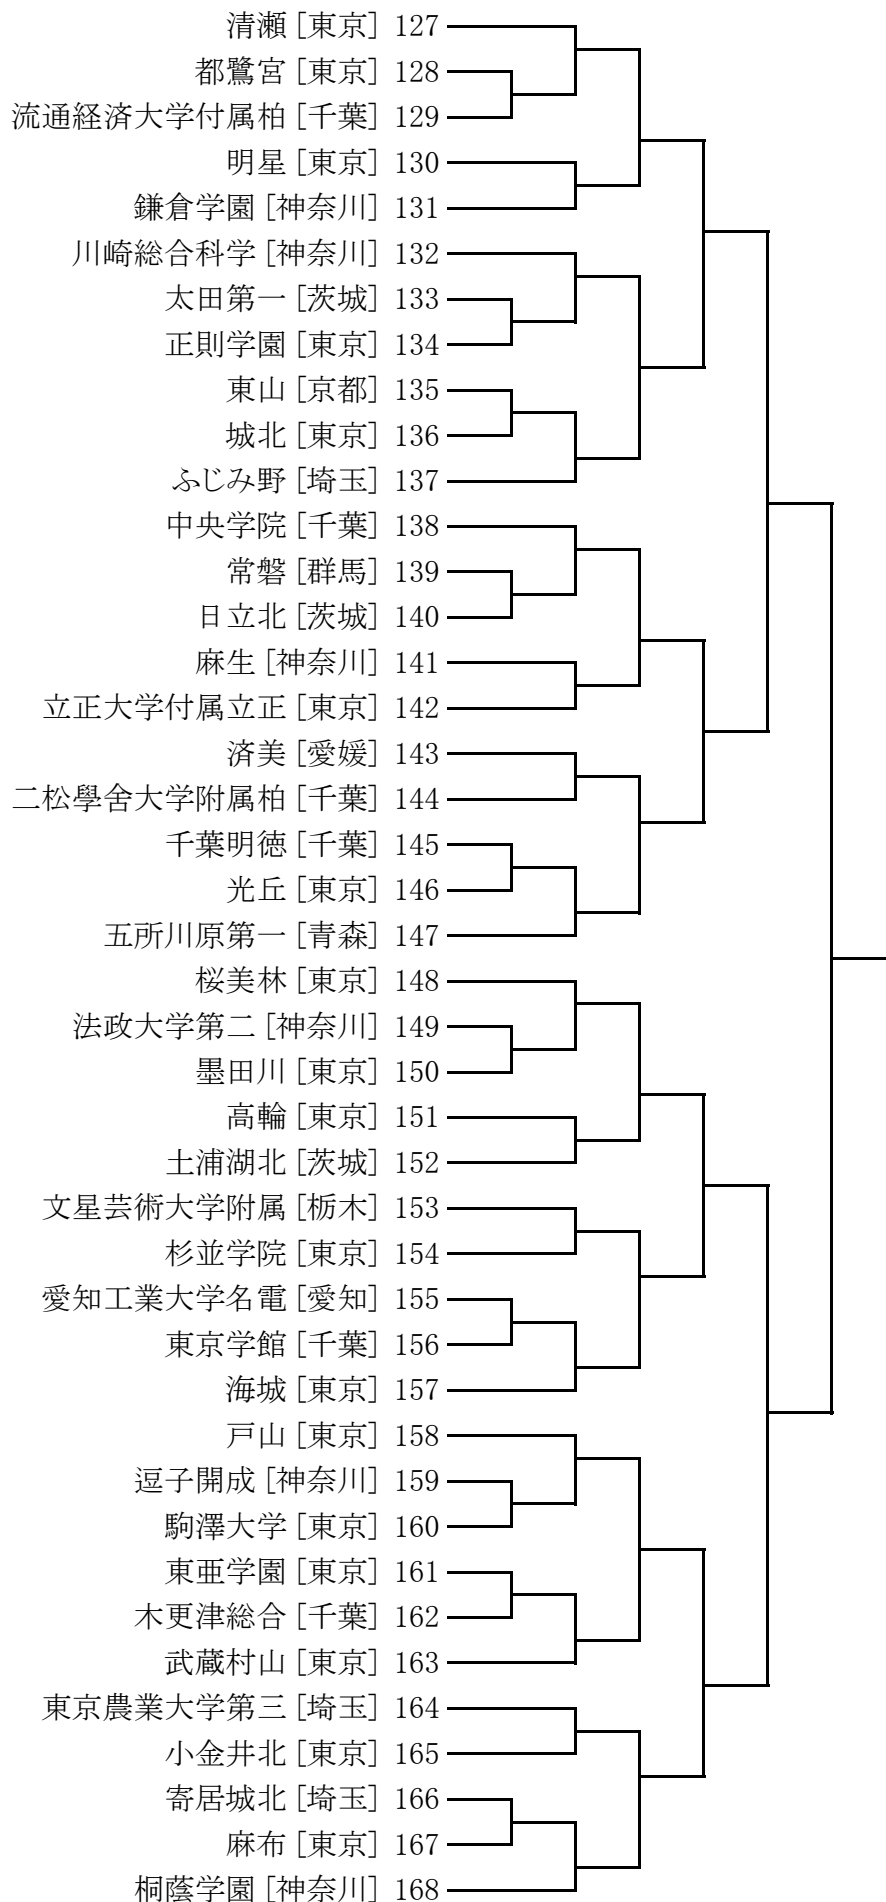 清瀬 [東京] 127
都鷺宮 [東京] 128
流通経済大学付属柏 [千葉] 129
明星 [東京] 130
鎌倉学園 [神奈川] 131
川崎総合科学 [神奈川] 132
太田第一 [茨城] 133
正則学園 [東京] 134
東山 [京都] 135
城北 [東京] 136
ふじみ野 [埼玉] 137
中央学院 [千葉] 138
常磐 [群馬] 139
日立北 [茨城] 140
麻生 [神奈川] 141
立正大学付属立正 [東京] 142
済美 [愛媛] 143
二松學舍大学附属柏 [千葉] 144
千葉明徳 [千葉] 145
光丘 [東京] 146
五所川原第一 [青森] 147
桜美林 [東京] 148
法政大学第二 [神奈川] 149
墨田川 [東京] 150
高輪 [東京] 151
土浦湖北 [茨城] 152
文星芸術大学附属 [栃木] 153
杉並学院 [東京] 154
愛知工業大学名電 [愛知] 155
東京学館 [千葉] 156
海城 [東京] 157
戸山 [東京] 158
逗子開成 [神奈川] 159
駒澤大学 [東京] 160
東亜学園 [東京] 161
木更津総合 [千葉] 162
武蔵村山 [東京] 163
東京農業大学第三 [埼玉] 164
小金井北 [東京] 165
寄居城北 [埼玉] 166
麻布 [東京] 167
桐蔭学園 [神奈川] 168